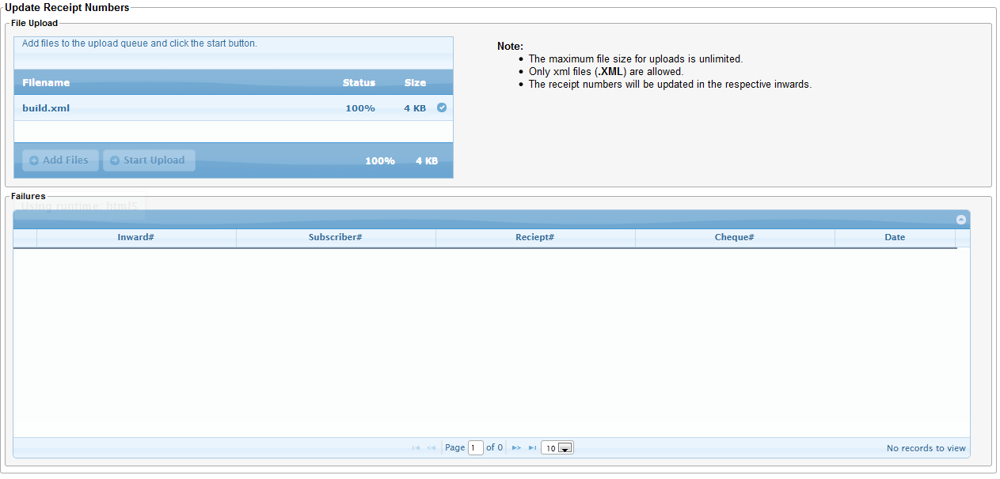 Update Receipt Numbers
File Upload
Add files to the upload queue and click the start button.
Filename Status Size
build.xml 100% 4 KB
Add Files Start Upload 100% 4 KB
Note:
• The maximum file size for uploads is unlimited.
• Only xml files (.XML) are allowed.
• The receipt numbers will be updated in the respective inwards.
Failures
Using runtime: html5
Inward# Subscriber# Reciept# Cheque# Date
Page 1 of 0 10 No records to view